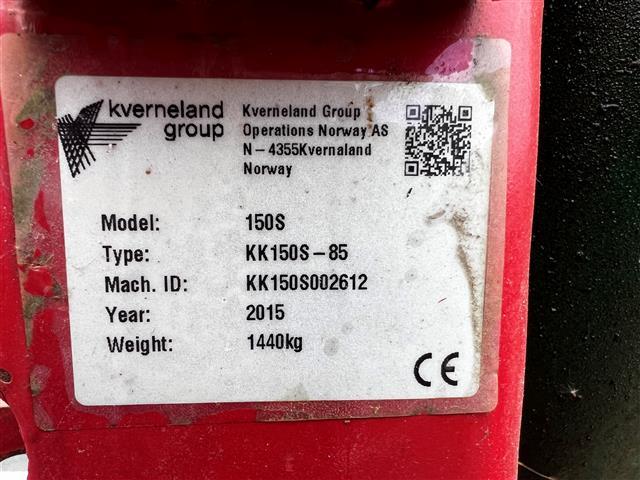 kverneland
group
Kverneland Group
Operations Norway AS
N-4355Kvernaland
Norway
Model: 150S
Type: KK150S-85
Mach. ID: KK150S002612
Year: 2015
Weight: 1440kg
CE